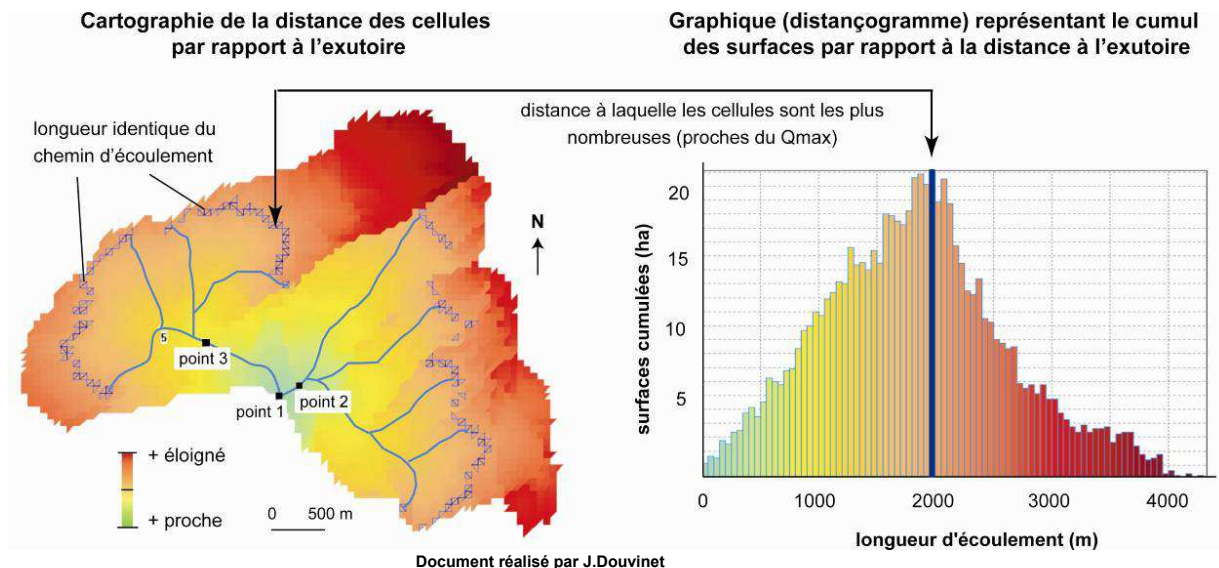 Cartographie de la distance des cellules
par rapport à l'exutoire
Graphique (distançogramme) représentant le cumul
des surfaces par rapport à la distance à l'exutoire
longueur identique du
chemin d'écoulement
distance à laquelle les cellules sont les plus
nombreuses (proches du Qmax)
N
5
point 3
point 1
point 2
+ éloigné
+ proche
0 500 m
surfaces cumulées (ha)
20
15
10
5
0 1000 2000 3000 4000
longueur d'écoulement (m)
Document réalisé par J.Douvinet